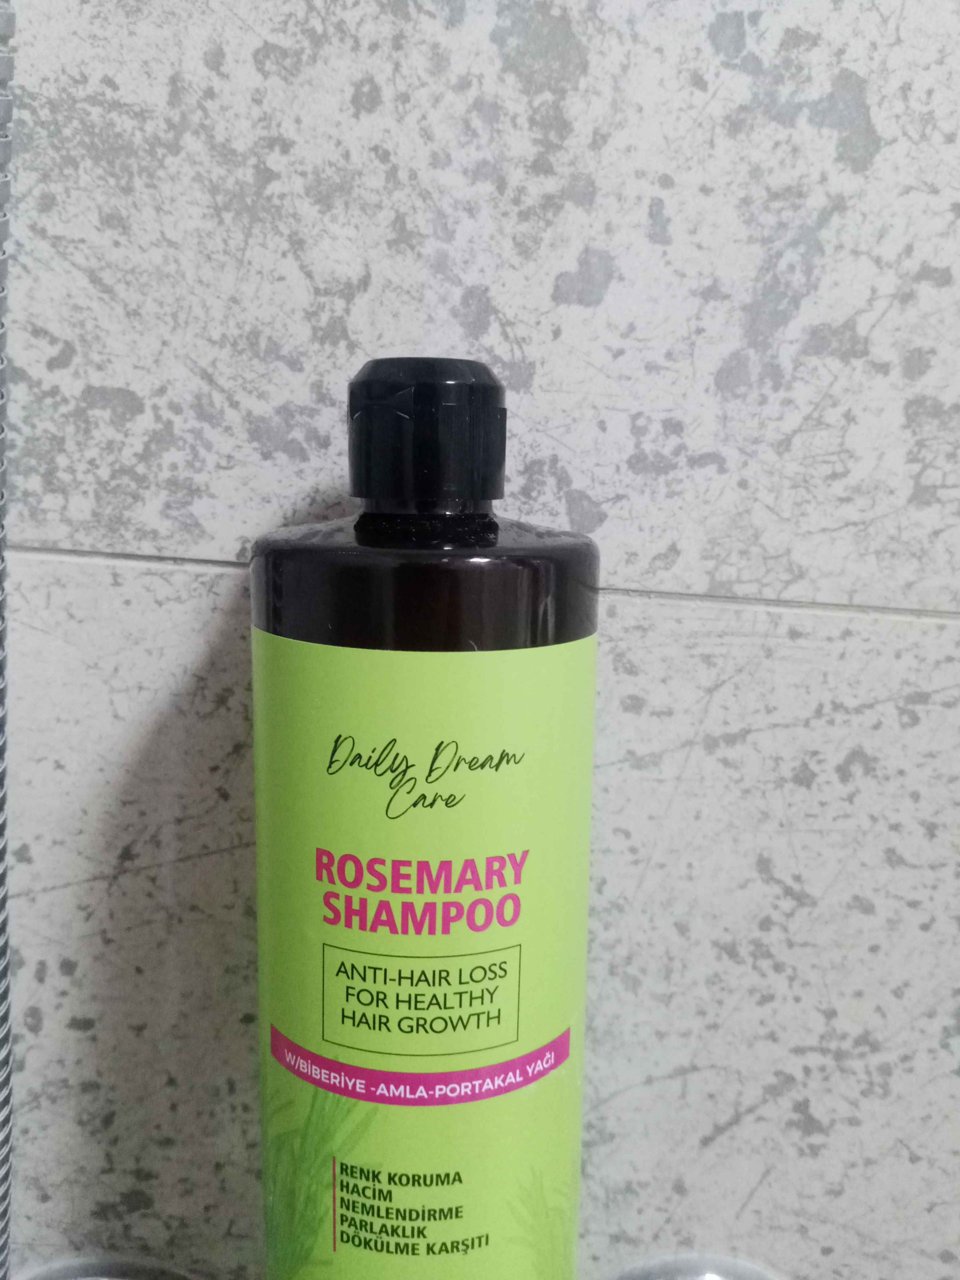 Daily Dream
Care
ROSEMARY
SHAMPOO
ANTI-HAIR LOSS
FOR HEALTHY
HAIR GROWTH
W/BİBERİYE -AMLA-PORTAKAL YAĞI
RENK KORUMA
HACİM
NEMLENDİRME
PARLAKLIK
DÖKÜLME KARŞITI